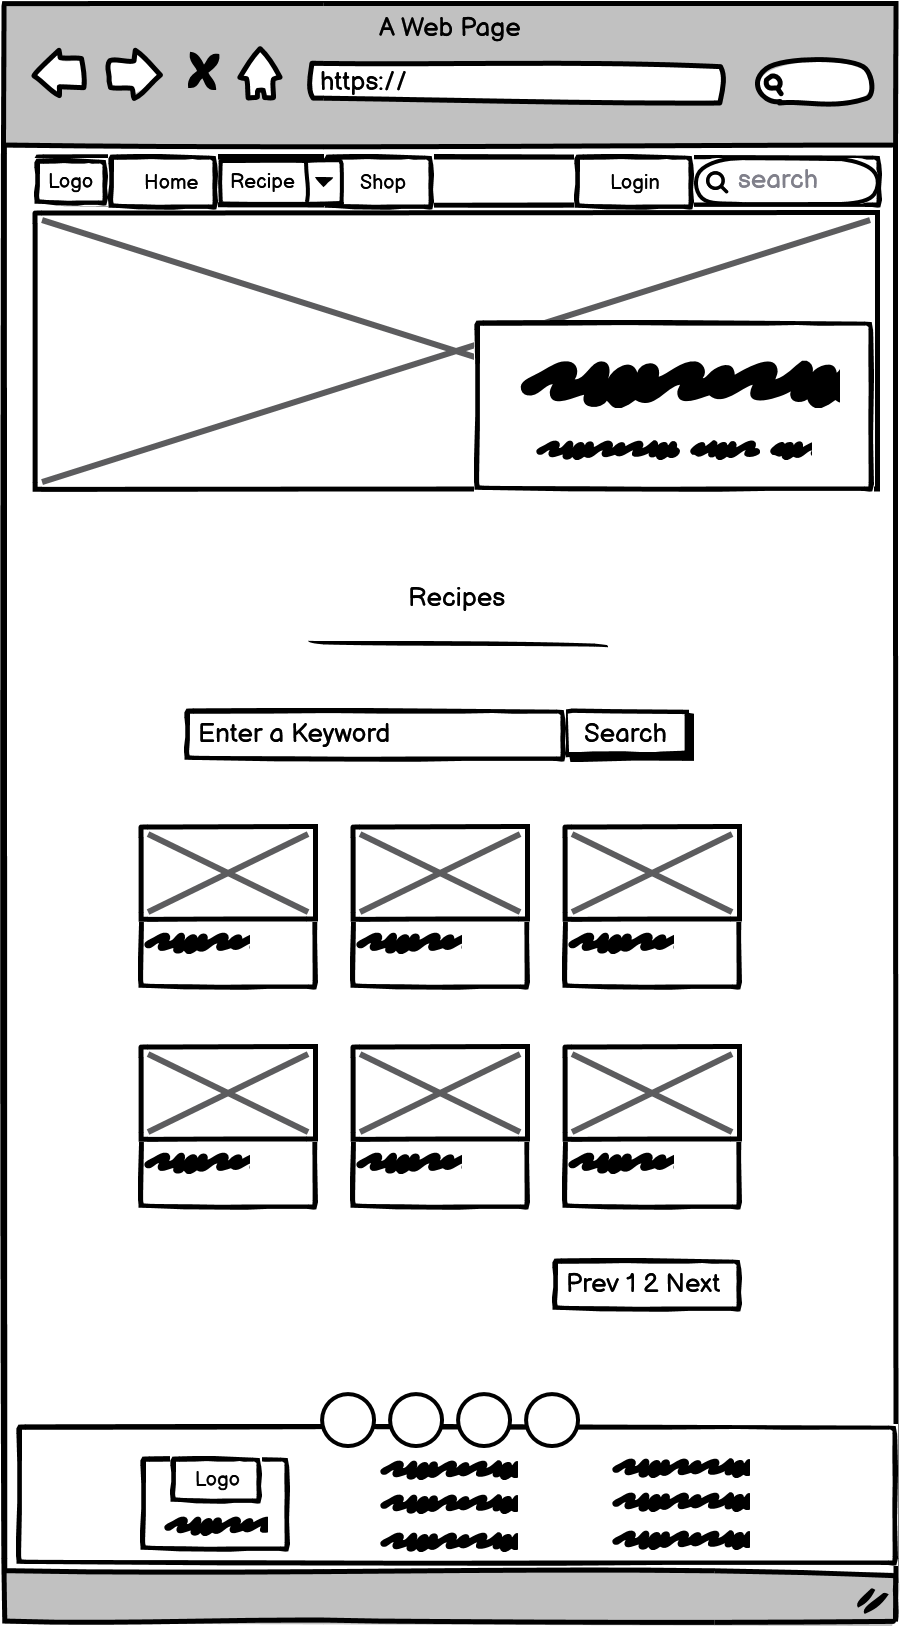 A Web Page
https://
Logo Home Recipe Shop Login search
Recipes
Enter a Keyword Search
Prev 1 2 Next
Logo